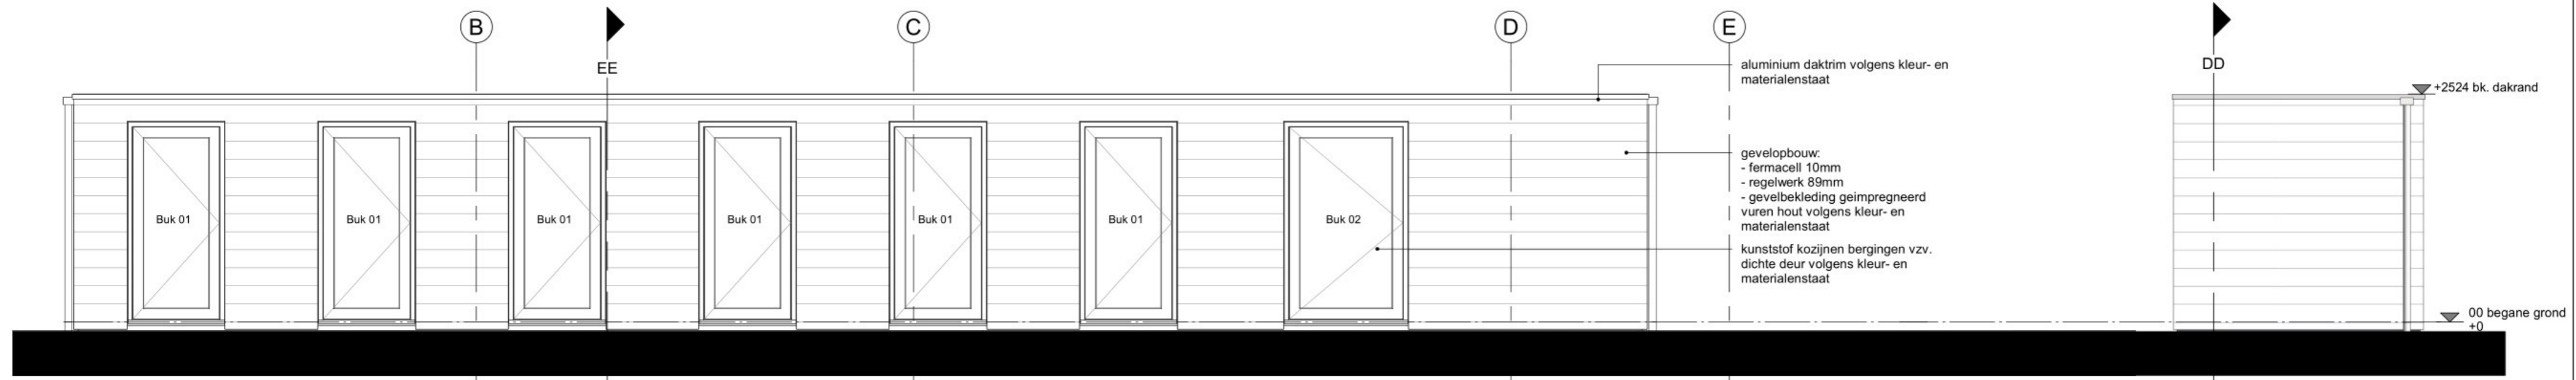 B
C
D
E
EE
DD
aluminium daktrim volgens kleur- en
materialenstaat
+2524 bk. dakrand
gevelopbouw:
- fermacell 10mm
- regelwerk 89mm
- gevelbekleding geimpregneerd
vuren hout volgens kleur- en
materialenstaat
Buk 01
Buk 01
Buk 01
Buk 01
Buk 01
Buk 01
Buk 02
kunststof kozijnen bergingen vzv.
dichte deur volgens kleur- en
materialenstaat
00 begane grond
+0